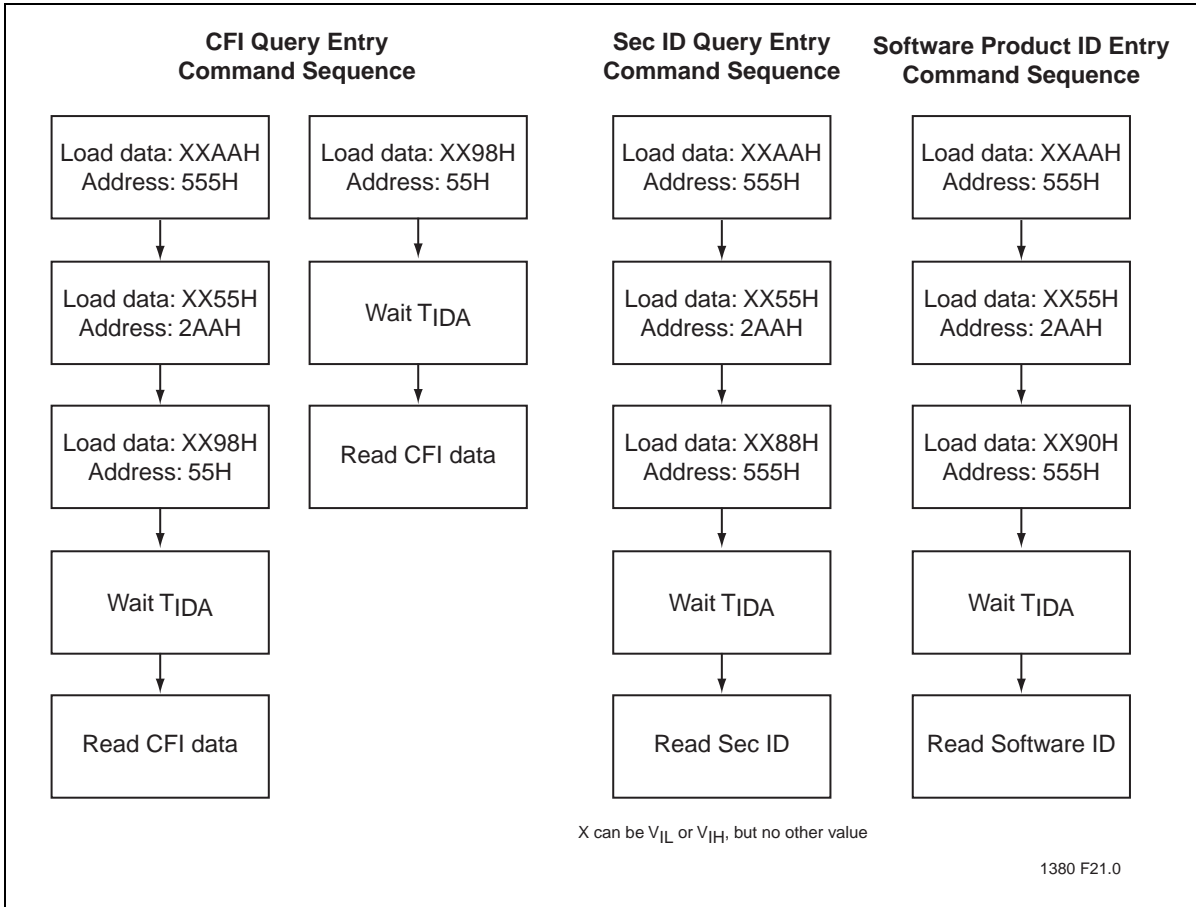 CFI Query Entry
Command Sequence
Load data: XXAAH
Address: 555H
Load data: XX55H
Address: 2AAH
Load data: XX98H
Address: 55H
Wait TIDA
Read CFI data
Load data: XX98H
Address: 55H
Wait TIDA
Read CFI data
Sec ID Query Entry
Command Sequence
Load data: XXAAH
Address: 555H
Load data: XX55H
Address: 2AAH
Load data: XX88H
Address: 555H
Wait TIDA
Read Sec ID
Software Product ID Entry
Command Sequence
Load data: XXAAH
Address: 555H
Load data: XX55H
Address: 2AAH
Load data: XX90H
Address: 555H
Wait TIDA
Read Software ID
X can be VIL or VIH, but no other value
1380 F21.0